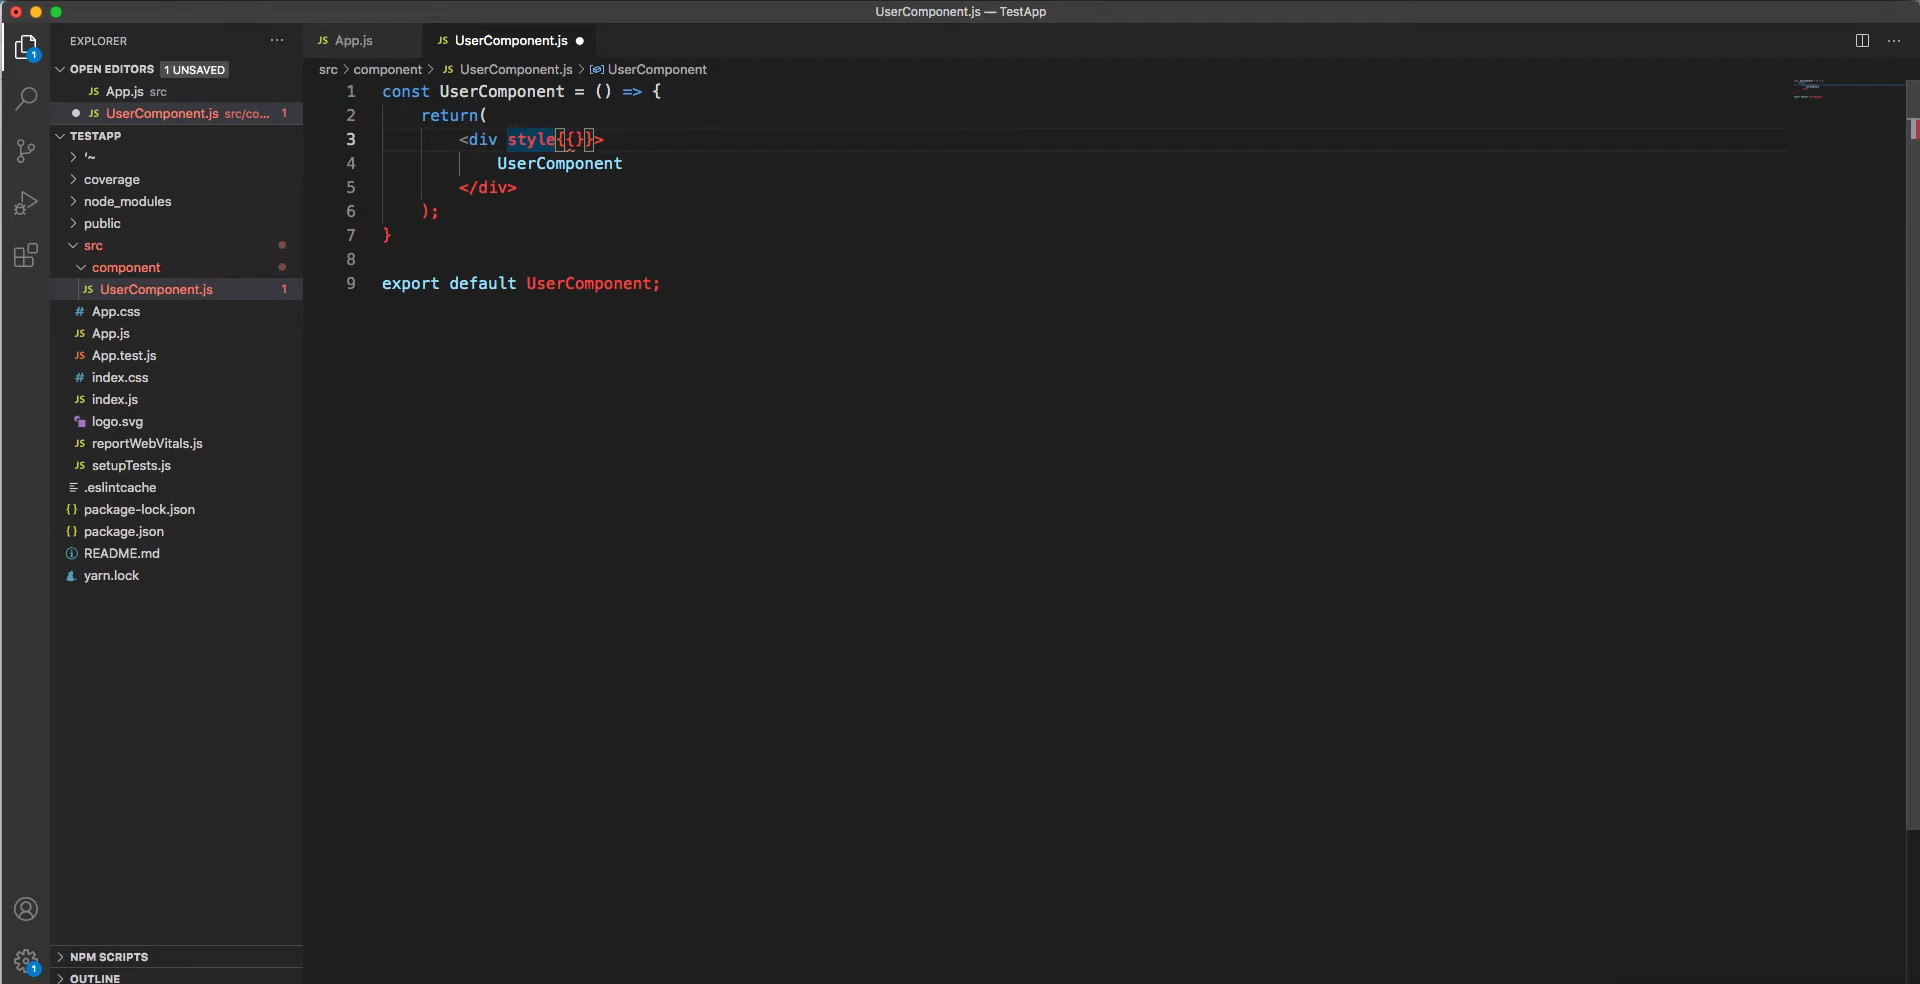 UserComponent.js — TestApp
1
EXPLORER
OPEN EDITORS 1 UNSAVED
JS App.js src
JS UserComponent.js src/co... 1
TESTAPP
'~
coverage
node_modules
public
src
component
JS UserComponent.js 1
# App.css
JS App.js
JS App.test.js
# index.css
JS index.js
logo.svg
JS reportWebVitals.js
JS setupTests.js
.eslintcache
{} package-lock.json
{} package.json
README.md
yarn.lock
1
NPM SCRIPTS
OUTLINE
JS App.js
JS UserComponent.js
src > component > JS UserComponent.js > UserComponent
1 const UserComponent = () => {
2 return(
3 <div style{{}}>
4 UserComponent
5 </div>
6 );
7 }
8
9 export default UserComponent;